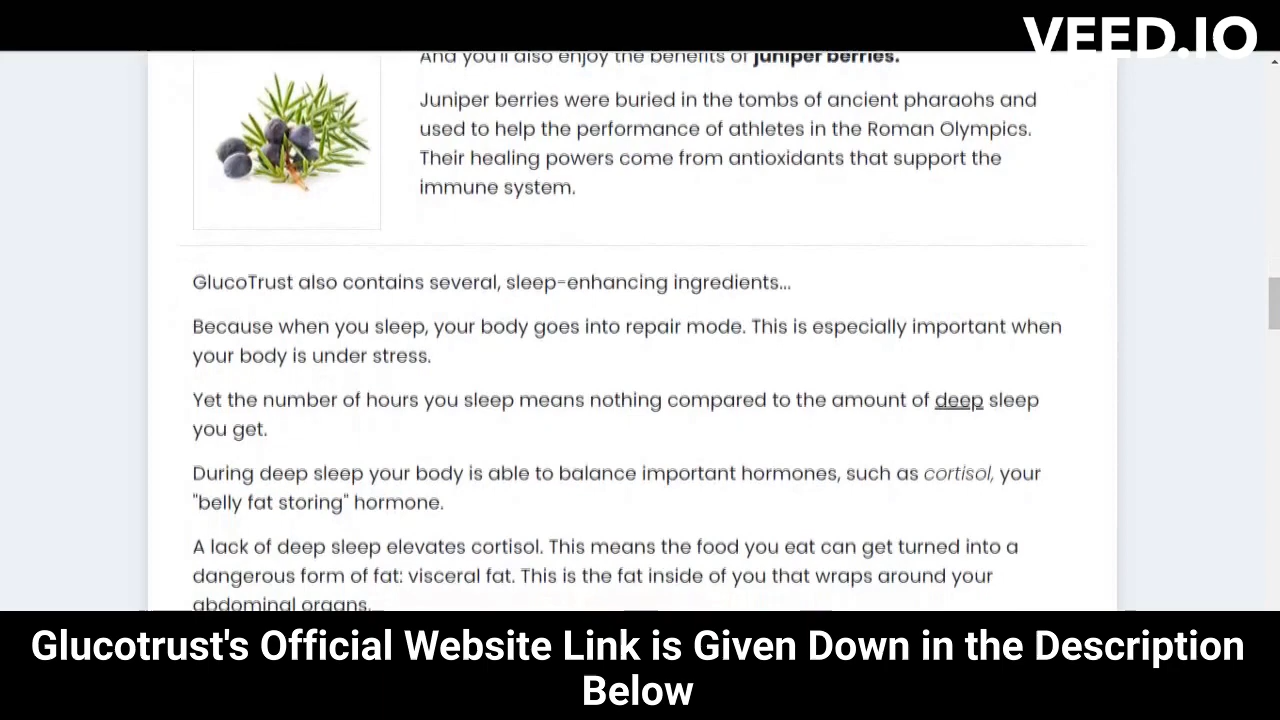 VEED.IO
And you'll also enjoy the benefits of juniper berries.
Juniper berries were buried in the tombs of ancient pharaohs and
used to help the performance of athletes in the Roman Olympics.
Their healing powers come from antioxidants that support the
immune system.
GlucoTrust also contains several, sleep-enhancing ingredients...
Because when you sleep, your body goes into repair mode. This is especially important when
your body is under stress.
Yet the number of hours you sleep means nothing compared to the amount of deep sleep
you get.
During deep sleep your body is able to balance important hormones, such as cortisol, your
"belly fat storing" hormone.
A lack of deep sleep elevates cortisol. This means the food you eat can get turned into a
dangerous form of fat: visceral fat. This is the fat inside of you that wraps around your
abdominal organs.
Glucotrust's Official Website Link is Given Down in the Description
Below